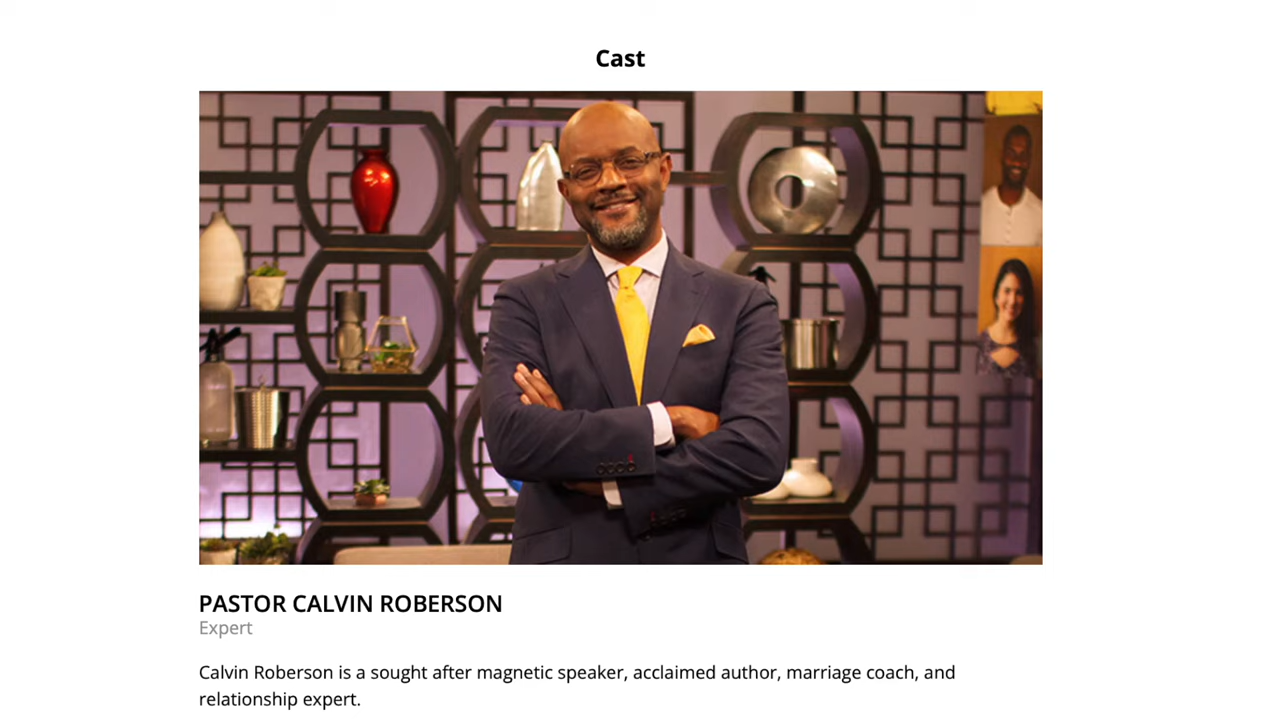 Cast
PASTOR CALVIN ROBERSON
Expert
Calvin Roberson is a sought after magnetic speaker, acclaimed author, marriage coach, and
relationship expert.